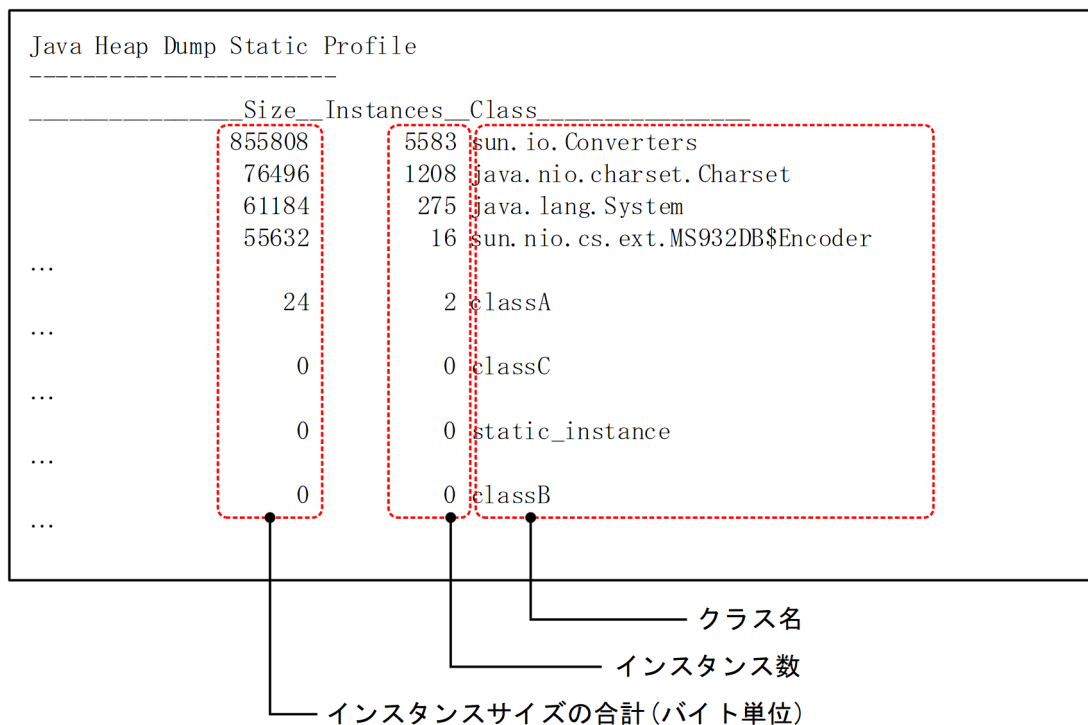 Java Heap Dump Static Profile
-----------------------
________________Size__Instances__Class________________
855808 5583 sun.io.Converters
76496 1208 java.nio.charset.Charset
61184 275 java.lang.System
55632 16 sun.nio.cs.ext.MS932DB$Encoder
...
24 2 classA
...
0 0 classC
...
0 0 static_instance
...
0 0 classB
...
クラス名
インスタンス数
インスタンスサイズの合計(バイト単位)